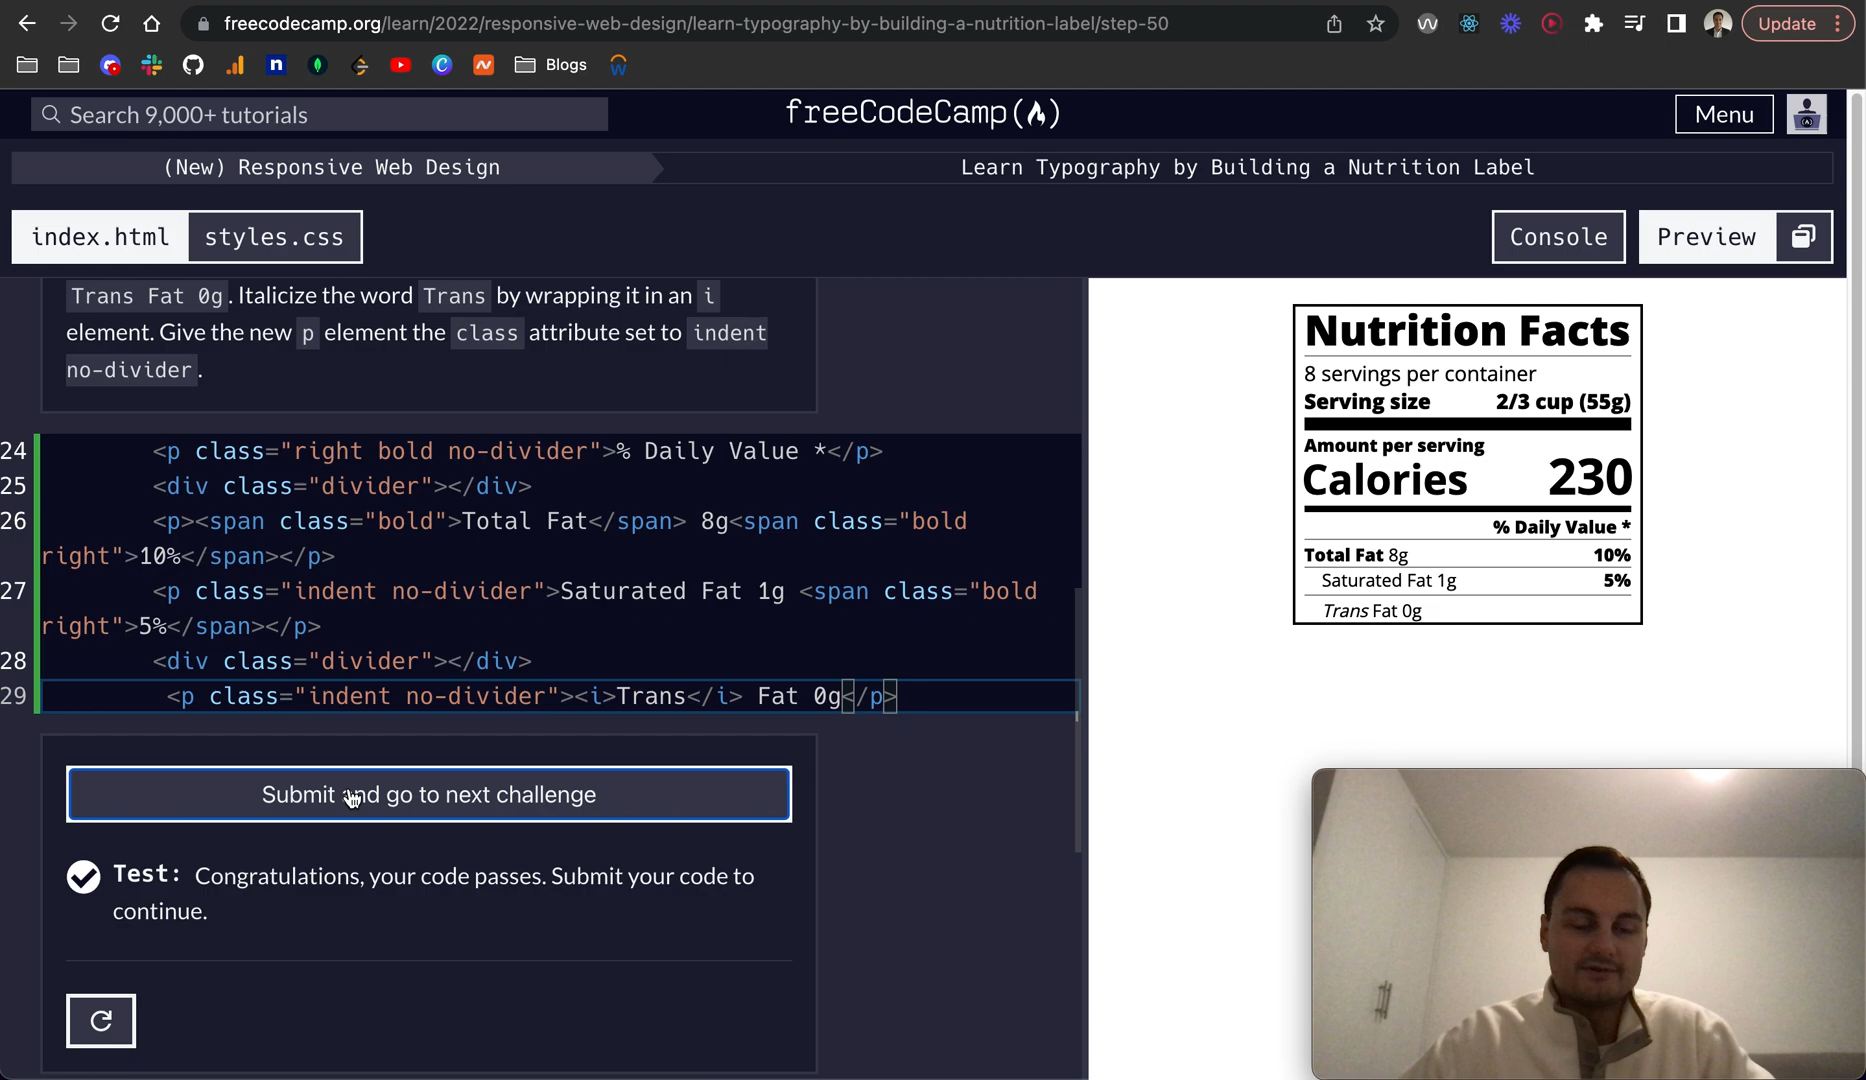 freecodecamp.org/learn/2022/responsive-web-design/learn-typography-by-building-a-nutrition-label/step-50
Update
Blogs
Search 9,000+ tutorials
freeCodeCamp
Menu
(New) Responsive Web Design
Learn Typography by Building a Nutrition Label
index.html
styles.css
Console
Preview
Trans Fat 0g. Italicize the word Trans by wrapping it in an i
element. Give the new p element the class attribute set to indent
no-divider.
24 <p class="right bold no-divider">% Daily Value *</p>
25 <div class="divider"></div>
26 <p><span class="bold">Total Fat</span> 8g<span class="bold
right">10%</span></p>
27 <p class="indent no-divider">Saturated Fat 1g <span class="bold
right">5%</span></p>
28 <div class="divider"></div>
29 <p class="indent no-divider"><i>Trans</i> Fat 0g</p>
Submit and go to next challenge
Test: Congratulations, your code passes. Submit your code to
continue.
Nutrition Facts
8 servings per container
Serving size 2/3 cup (55g)
Amount per serving
Calories 230
% Daily Value *
Total Fat 8g 10%
Saturated Fat 1g 5%
Trans Fat 0g